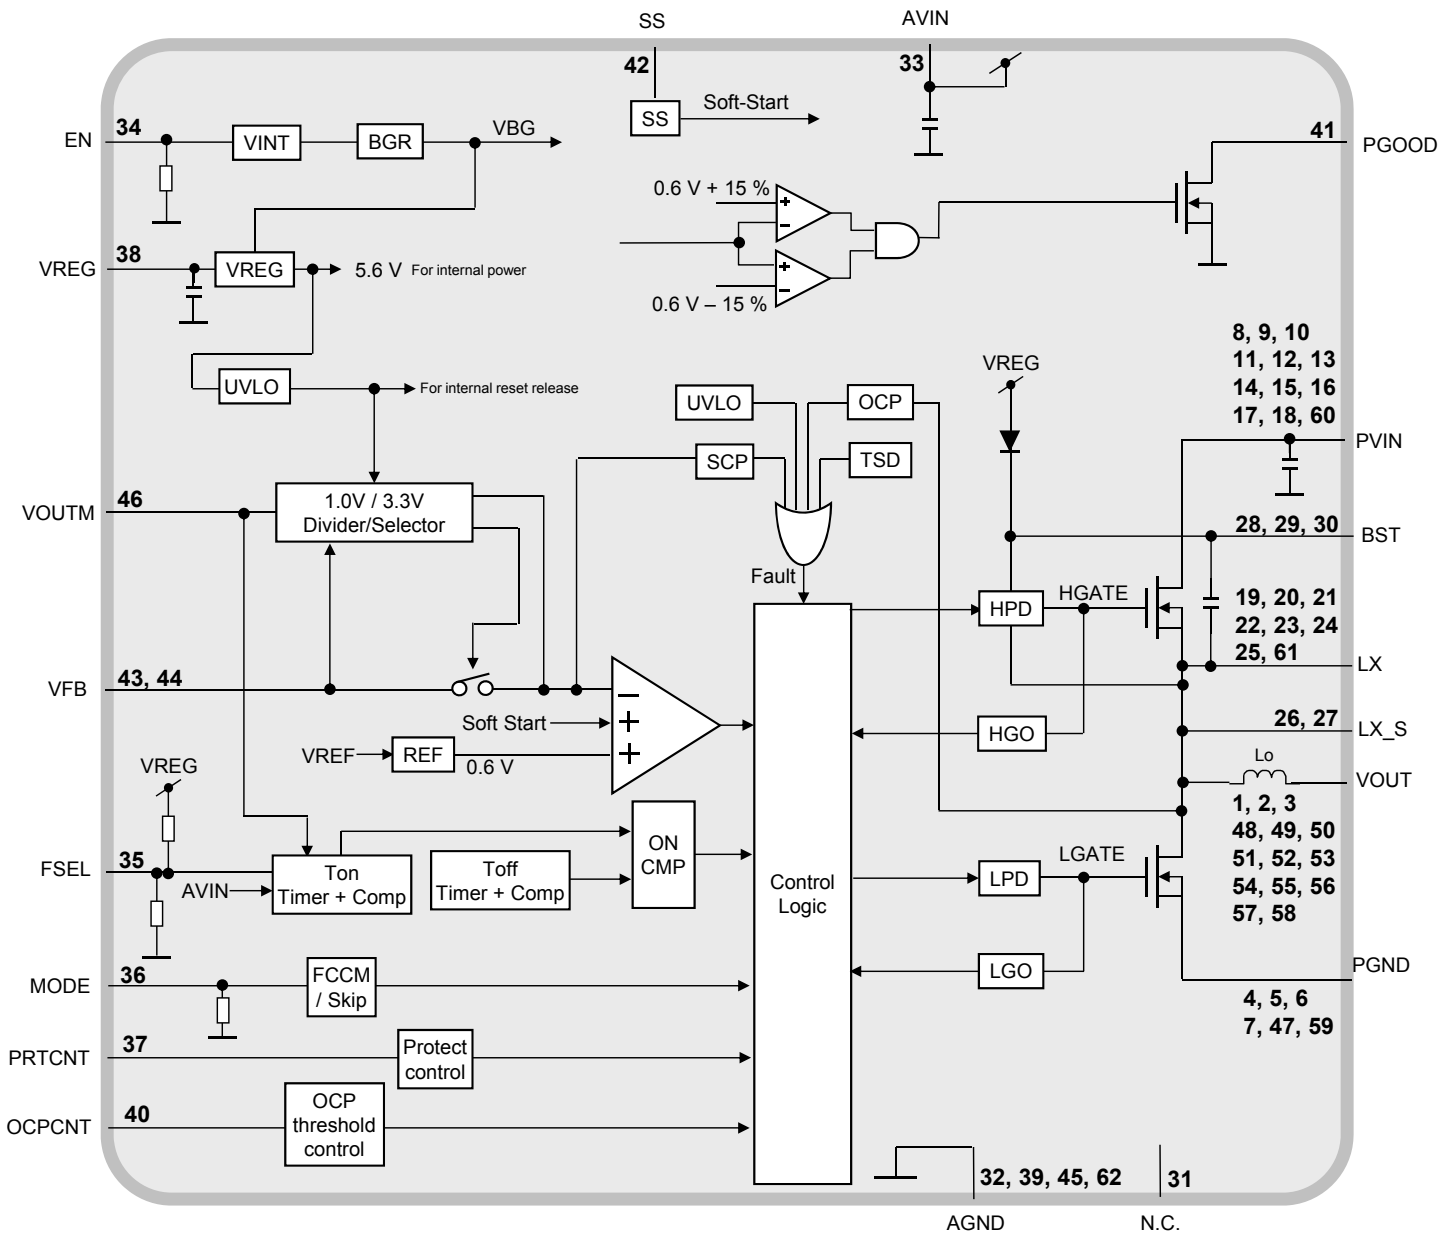 SS
AVIN
42
33
SS
Soft-Start
EN
34
VINT
BGR
VBG
41
PGOOD
0.6 V + 15 %
+
−
+
−
0.6 V – 15 %
VREG
38
VREG
5.6 V For internal power
UVLO
For internal reset release
UVLO
OCP
SCP
TSD
Fault
VREG
8, 9, 10
11, 12, 13
14, 15, 16
17, 18, 60
PVIN
VOUTM
46
1.0V / 3.3V
Divider/Selector
28, 29, 30
BST
HPD
HGATE
19, 20, 21
22, 23, 24
25, 61
LX
VFB
43, 44
−
+
+
Soft Start
VREF
REF
0.6 V
HGO
26, 27
LX_S
Lo
VOUT
1, 2, 3
48, 49, 50
51, 52, 53
54, 55, 56
57, 58
VREG
FSEL
35
AVIN
Ton
Timer + Comp
Toff
Timer + Comp
ON
CMP
Control
Logic
LPD
LGATE
LGO
PGND
4, 5, 6
7, 47, 59
MODE
36
FCCM
/ Skip
PRTCNT
37
Protect
control
OCPCNT
40
OCP
threshold
control
32, 39, 45, 62
31
AGND
N.C.